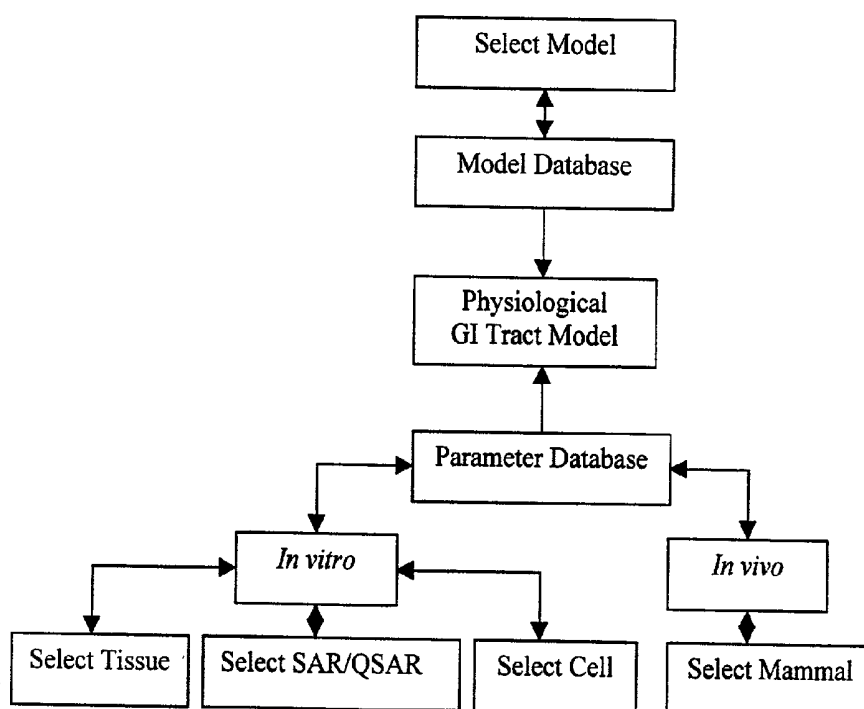 Select Model
Model Database
Physiological
GI Tract Model
Parameter Database
In vitro
In vivo
Select Tissue
Select SAR/QSAR
Select Cell
Select Mammal